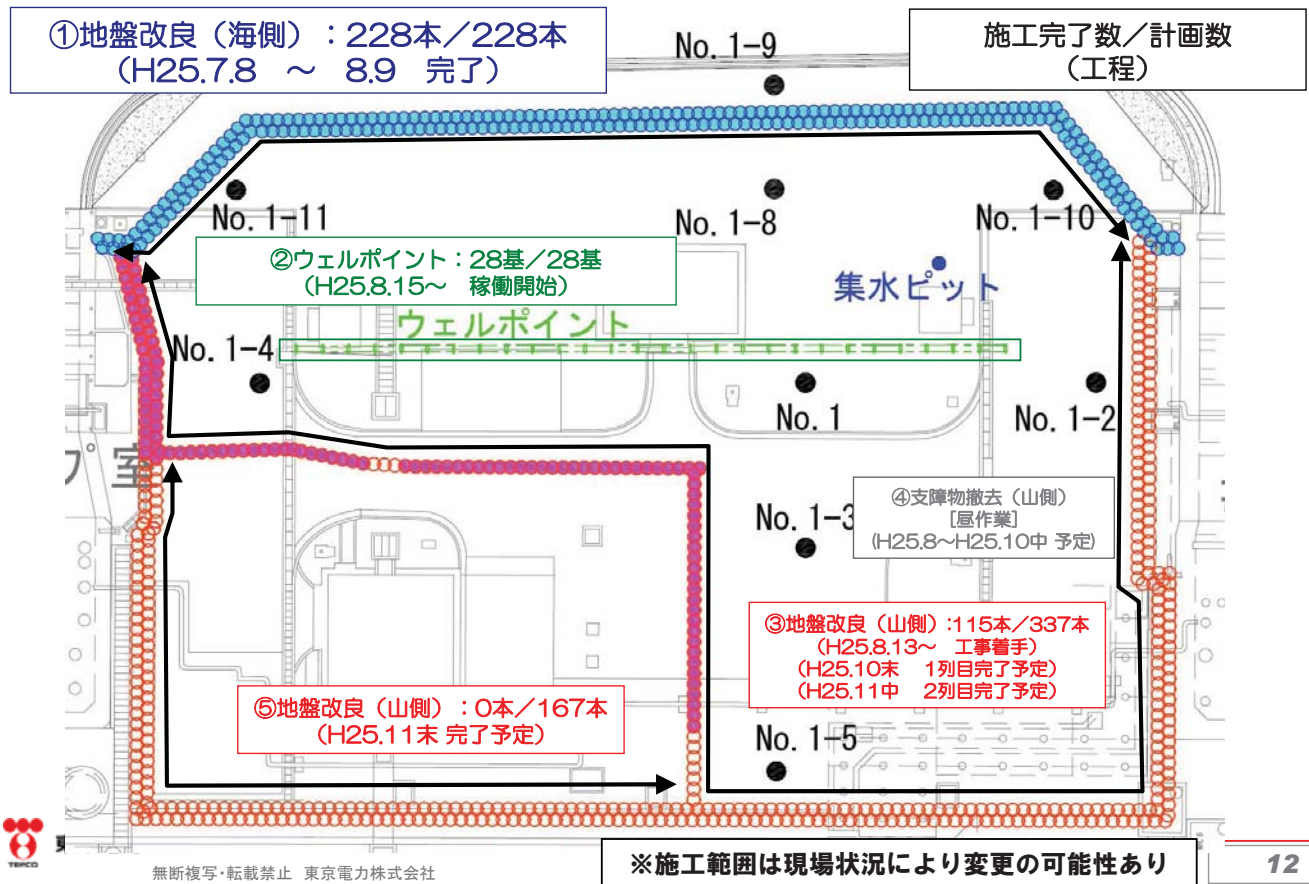 ①地盤改良（海側）：228本／228本
（H25.7.8　～　8.9　完了）
施工完了数／計画数
（工程）
No. 1-9
No. 1-11
No. 1-8
No. 1-10
②ウェルポイント：28基／28基
（H25.8.15～　稼働開始）
集水ピット
ウェルポイント
No. 1-4
No. 1
No. 1-2
プ室
④支障物撤去（山側）
[昼作業]
（H25.8～H25.10中 予定）
No. 1-3
③地盤改良（山側）：115本／337本
（H25.8.13～　工事着手）
（H25.10末　1列目完了予定）
（H25.11中　2列目完了予定）
⑤地盤改良（山側）：0本／167本
（H25.11末 完了予定）
No. 1-5
TEPCO
無断複写・転載禁止 東京電力株式会社
※施工範囲は現場状況により変更の可能性あり
12